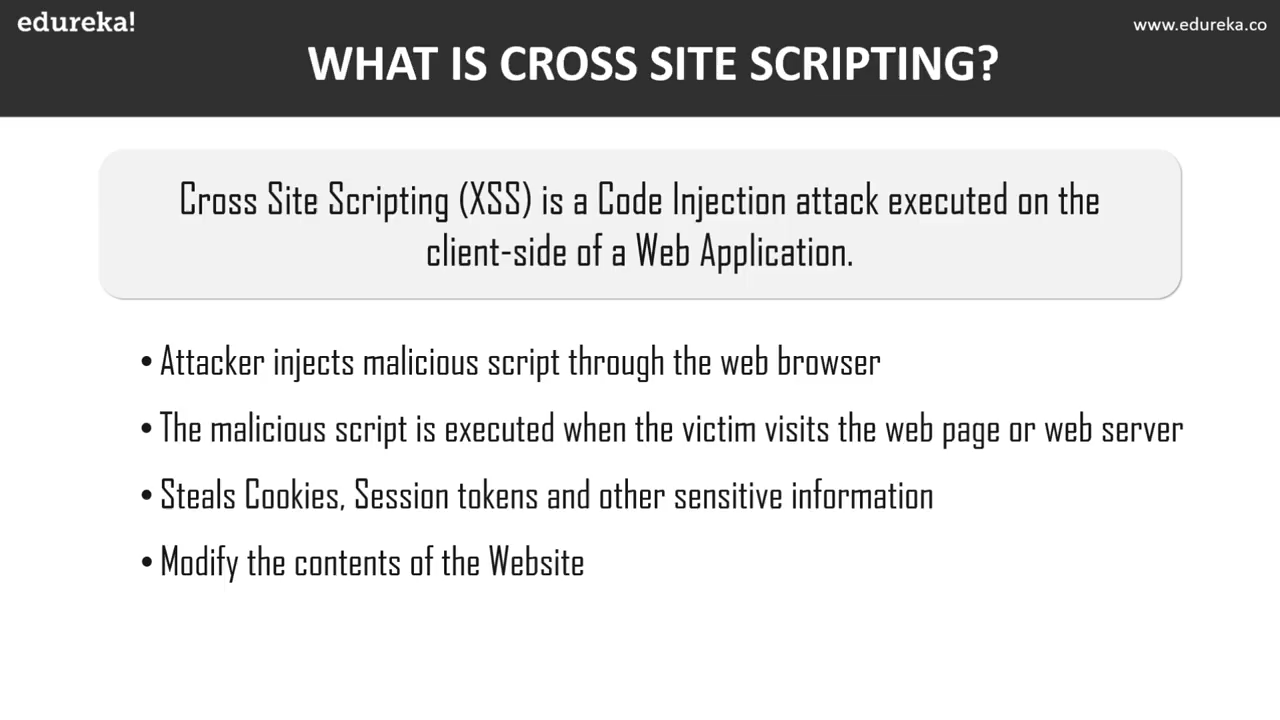 edureka!
www.edureka.co
WHAT IS CROSS SITE SCRIPTING?
Cross Site Scripting (XSS) is a Code Injection attack executed on the
client-side of a Web Application.
• Attacker injects malicious script through the web browser
• The malicious script is executed when the victim visits the web page or web server
• Steals Cookies, Session tokens and other sensitive information
• Modify the contents of the Website